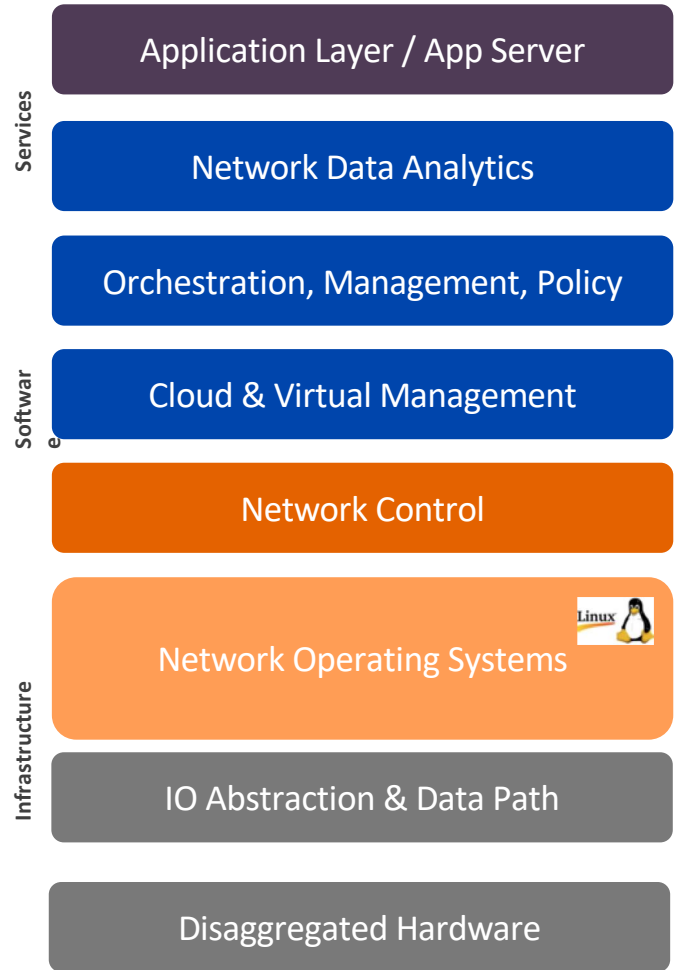 Application Layer / App Server
Services
Network Data Analytics
Orchestration, Management, Policy
Softwar
e
Cloud & Virtual Management
Network Control
Linux
Network Operating Systems
Infrastructure
IO Abstraction & Data Path
Disaggregated Hardware